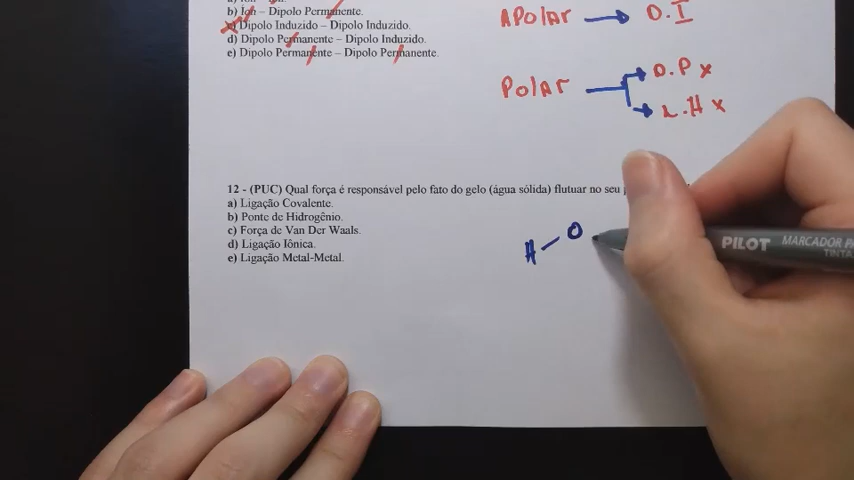 b) Íon – Dipolo Permanente.
c) Dipolo Induzido – Dipolo Induzido.
d) Dipolo Permanente – Dipolo Induzido.
e) Dipolo Permanente – Dipolo Permanente.
APOLAR → D.I
POLAR → D.P x
→ L.H x
12 - (PUC) Qual força é responsável pelo fato do gelo (água sólida) flutuar no seu
a) Ligação Covalente.
b) Ponte de Hidrogênio.
c) Força de Van Der Waals.
d) Ligação Iônica.
e) Ligação Metal-Metal.
H – O
PILOT MARCADOR
TINTA